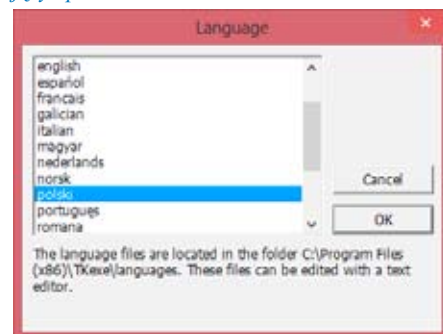 Language
english
español
francais
galician
italian
magyar
nederlands
norsk
polski
portugues
romana
Cancel
OK
The language files are located in the folder C:\Program Files
(x86)\TKexe\languages. These files can be edited with a text
editor.